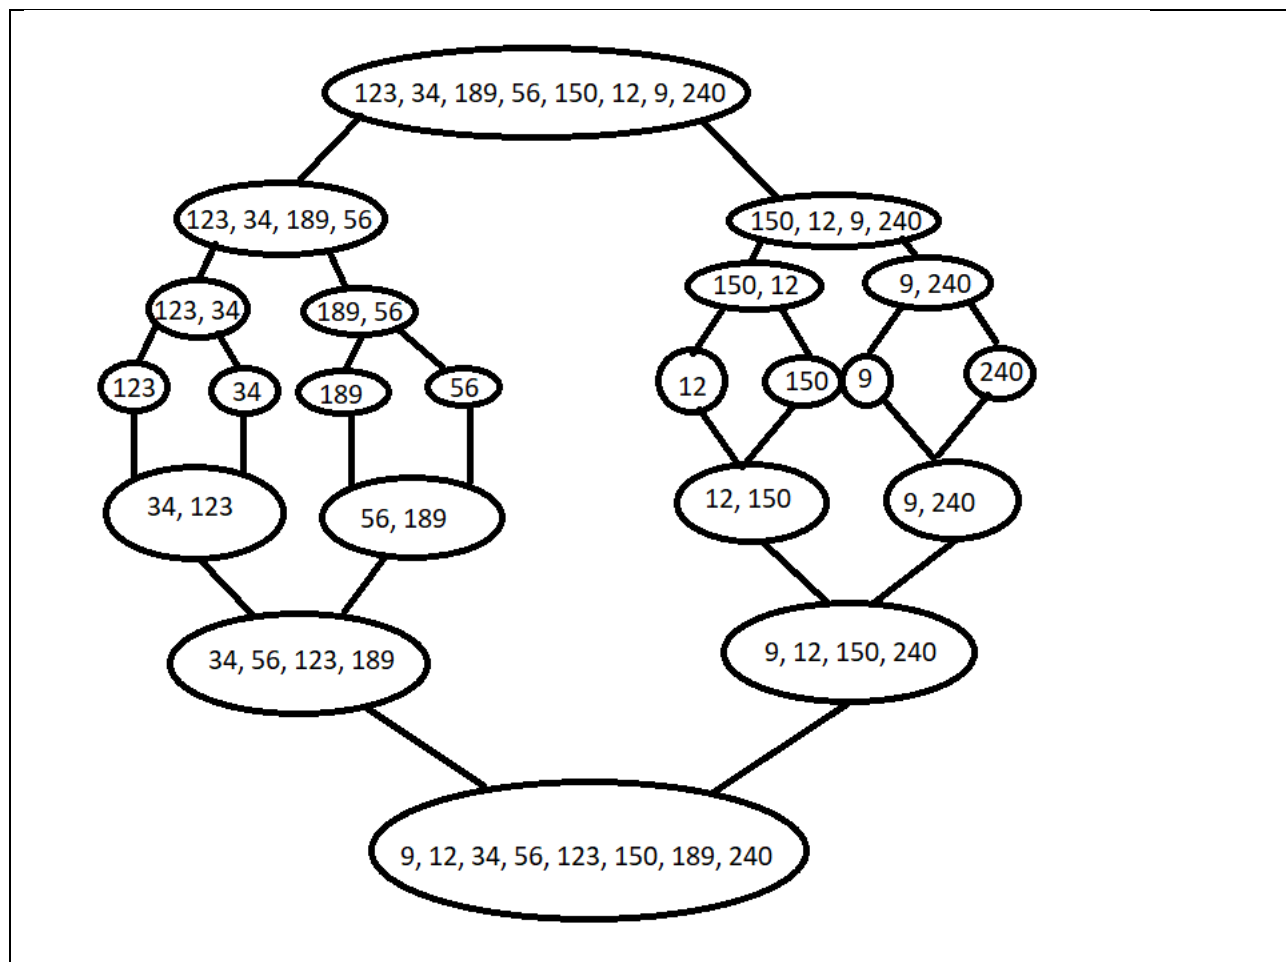 123, 34, 189, 56, 150, 12, 9, 240
123, 34, 189, 56
150, 12, 9, 240
123, 34
189, 56
150, 12
9, 240
123
34
189
56
12
150
9
240
34, 123
56, 189
12, 150
9, 240
34, 56, 123, 189
9, 12, 150, 240
9, 12, 34, 56, 123, 150, 189, 240